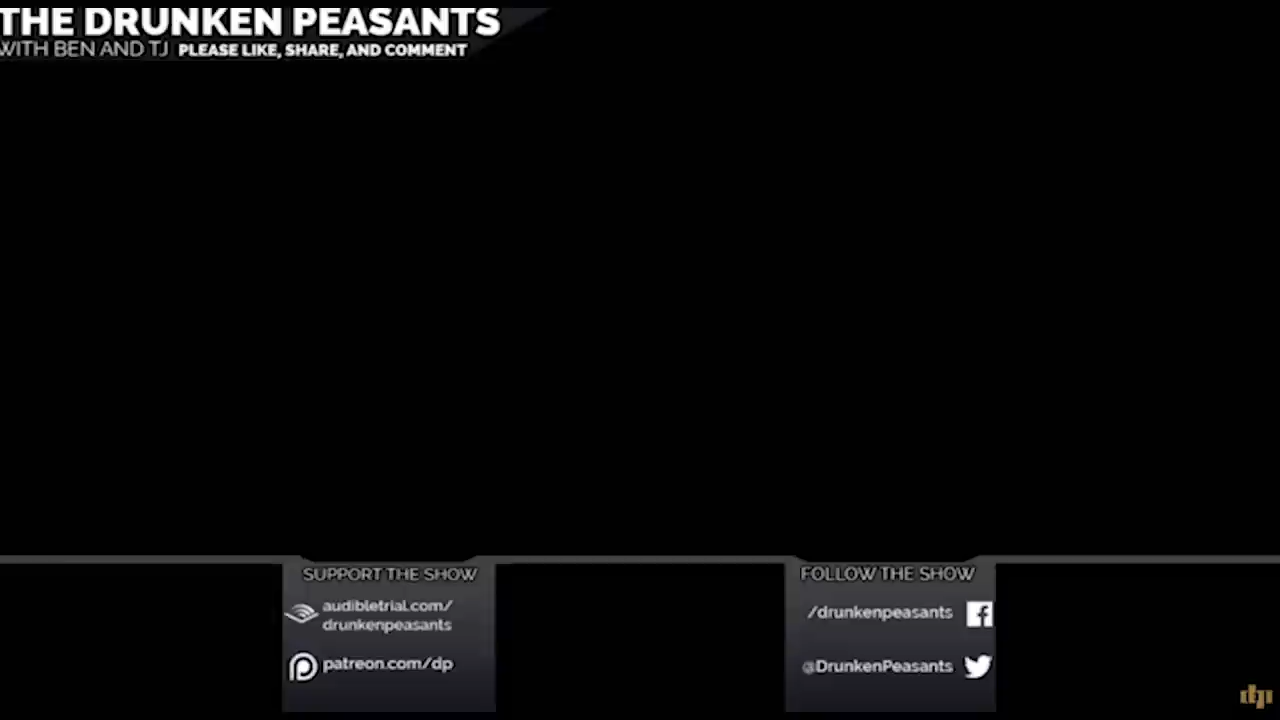 THE DRUNKEN PEASANTS
WITH BEN AND TJ PLEASE LIKE, SHARE, AND COMMENT
SUPPORT THE SHOW
audibletrial.com/
drunkenpeasants
patreon.com/dp
FOLLOW THE SHOW
/drunkenpeasants
@DrunkenPeasants
dp